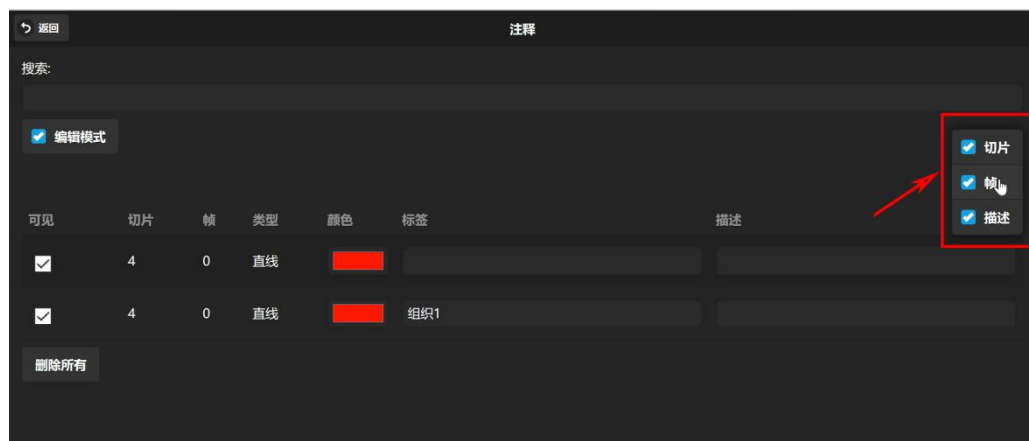 返回
注释
搜索:
编辑模式
切片
帧
描述
可见 切片 帧 类型 颜色 标签 描述
4 0 直线
4 0 直线 组织1
删除所有